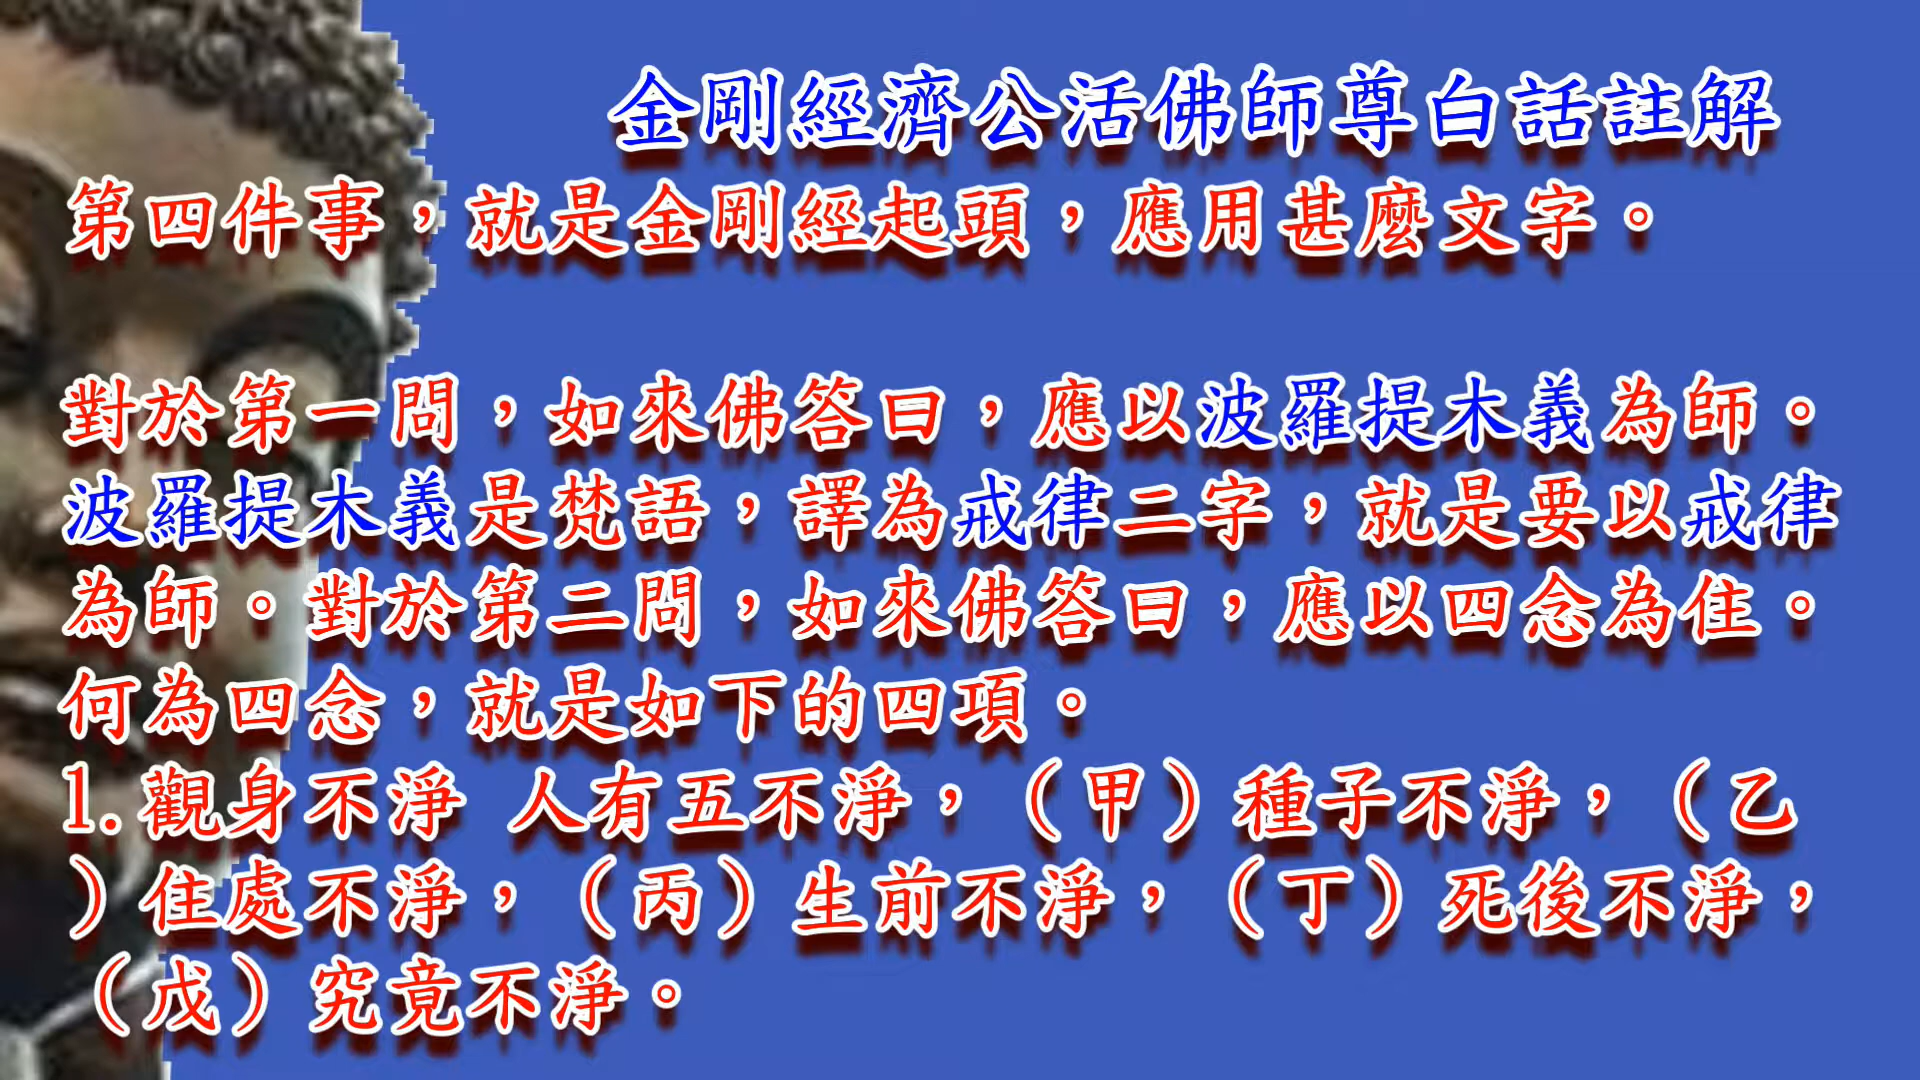 金剛經濟公活佛師尊白話註解
第四件事，就是金剛經起頭，應用甚麼文字。
對於第一問，如來佛答曰，應以波羅提木義為師。
波羅提木義是梵語，譯為戒律二字，就是要以戒律
為師。對於第二問，如來佛答曰，應以四念為住。
何為四念，就是如下的四項。
1.觀身不淨 人有五不淨，（甲）種子不淨，（乙
）住處不淨，（丙）生前不淨，（丁）死後不淨，
（戊）究竟不淨。